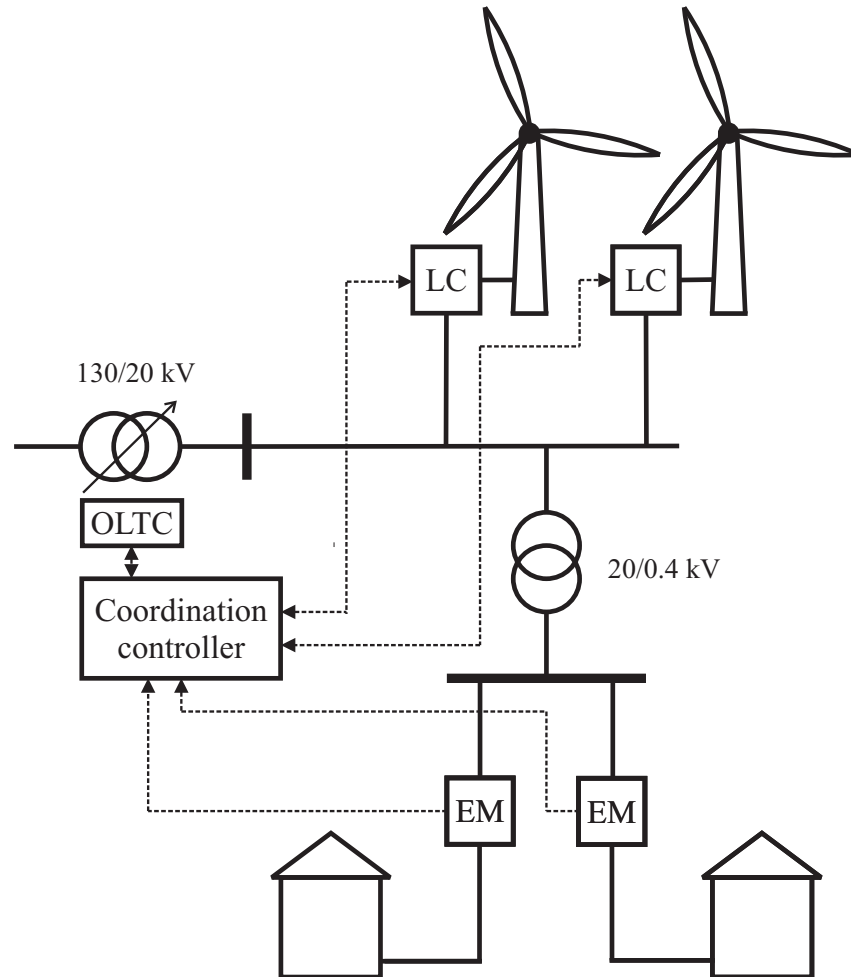 LC
LC
130/20 kV
OLTC
20/0.4 kV
Coordination
controller
EM
EM